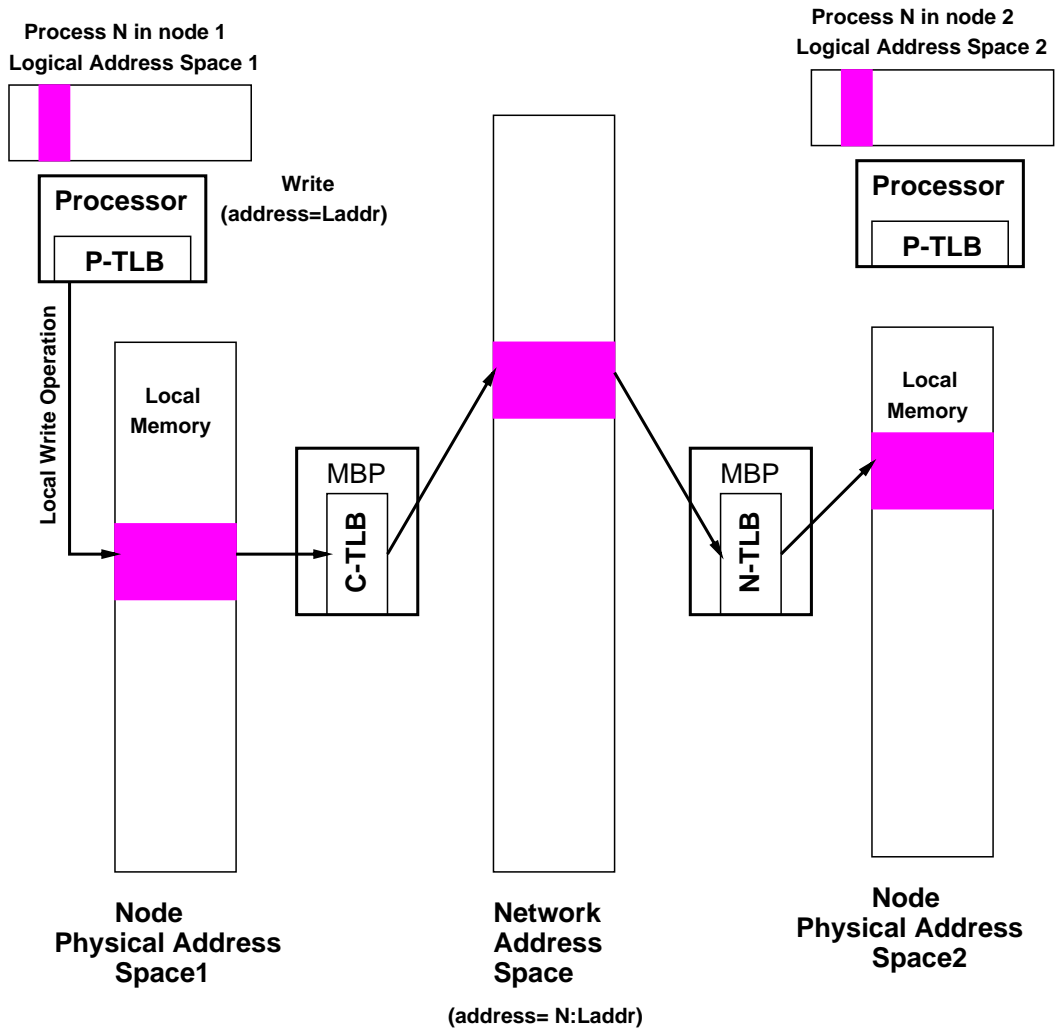 Process N in node 1
Logical Address Space 1
Process N in node 2
Logical Address Space 2
Processor
P-TLB
Write
(address=Laddr)
Processor
P-TLB
Local Write Operation
Local
Memory
MBP
C-TLB
MBP
N-TLB
Local
Memory
Node
Physical Address
Space1
Network
Address
Space
(address= N:Laddr)
Node
Physical Address
Space2